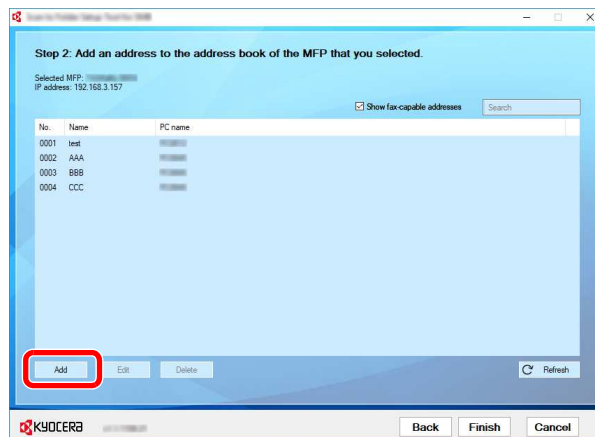 Step 2: Add an address to the address book of the MFP that you selected.
Selected MFP:
IP address: 192.168.3.157
Show fax-capable addresses Search
No. Name PC name
0001 test
0002 AAA
0003 BBB
0004 CCC
Add Edit Delete Refresh
KYOCERA Back Finish Cancel